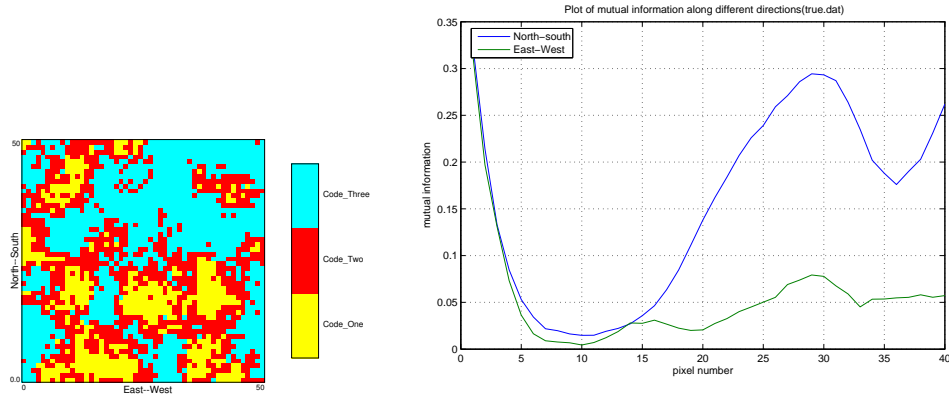 50
North--South
0.0
0
East--West
50
Code_Three
Code_Two
Code_One
Plot of mutual information along different directions(true.dat)
0.35
0.3
0.25
0.2
0.15
0.1
0.05
0
mutual information
North-south
East-West
0 5 10 15 20 25 30 35 40
pixel number